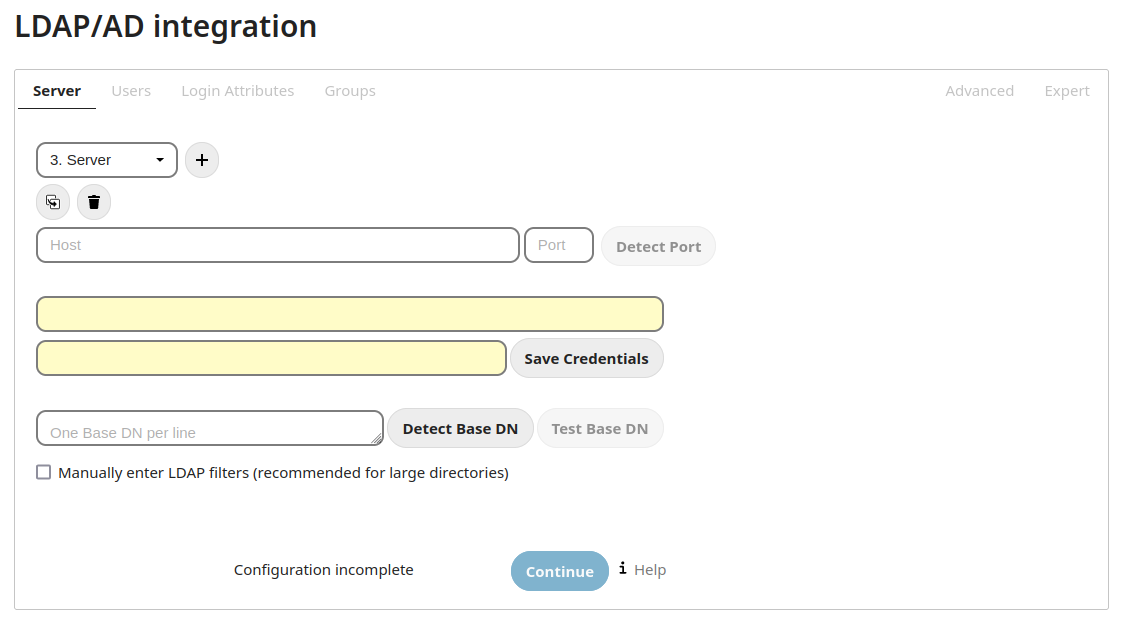 LDAP/AD integration
Server Users Login Attributes Groups Advanced Expert
3. Server
Host Port Detect Port
Save Credentials
One Base DN per line Detect Base DN Test Base DN
Manually enter LDAP filters (recommended for large directories)
Configuration incomplete Continue Help